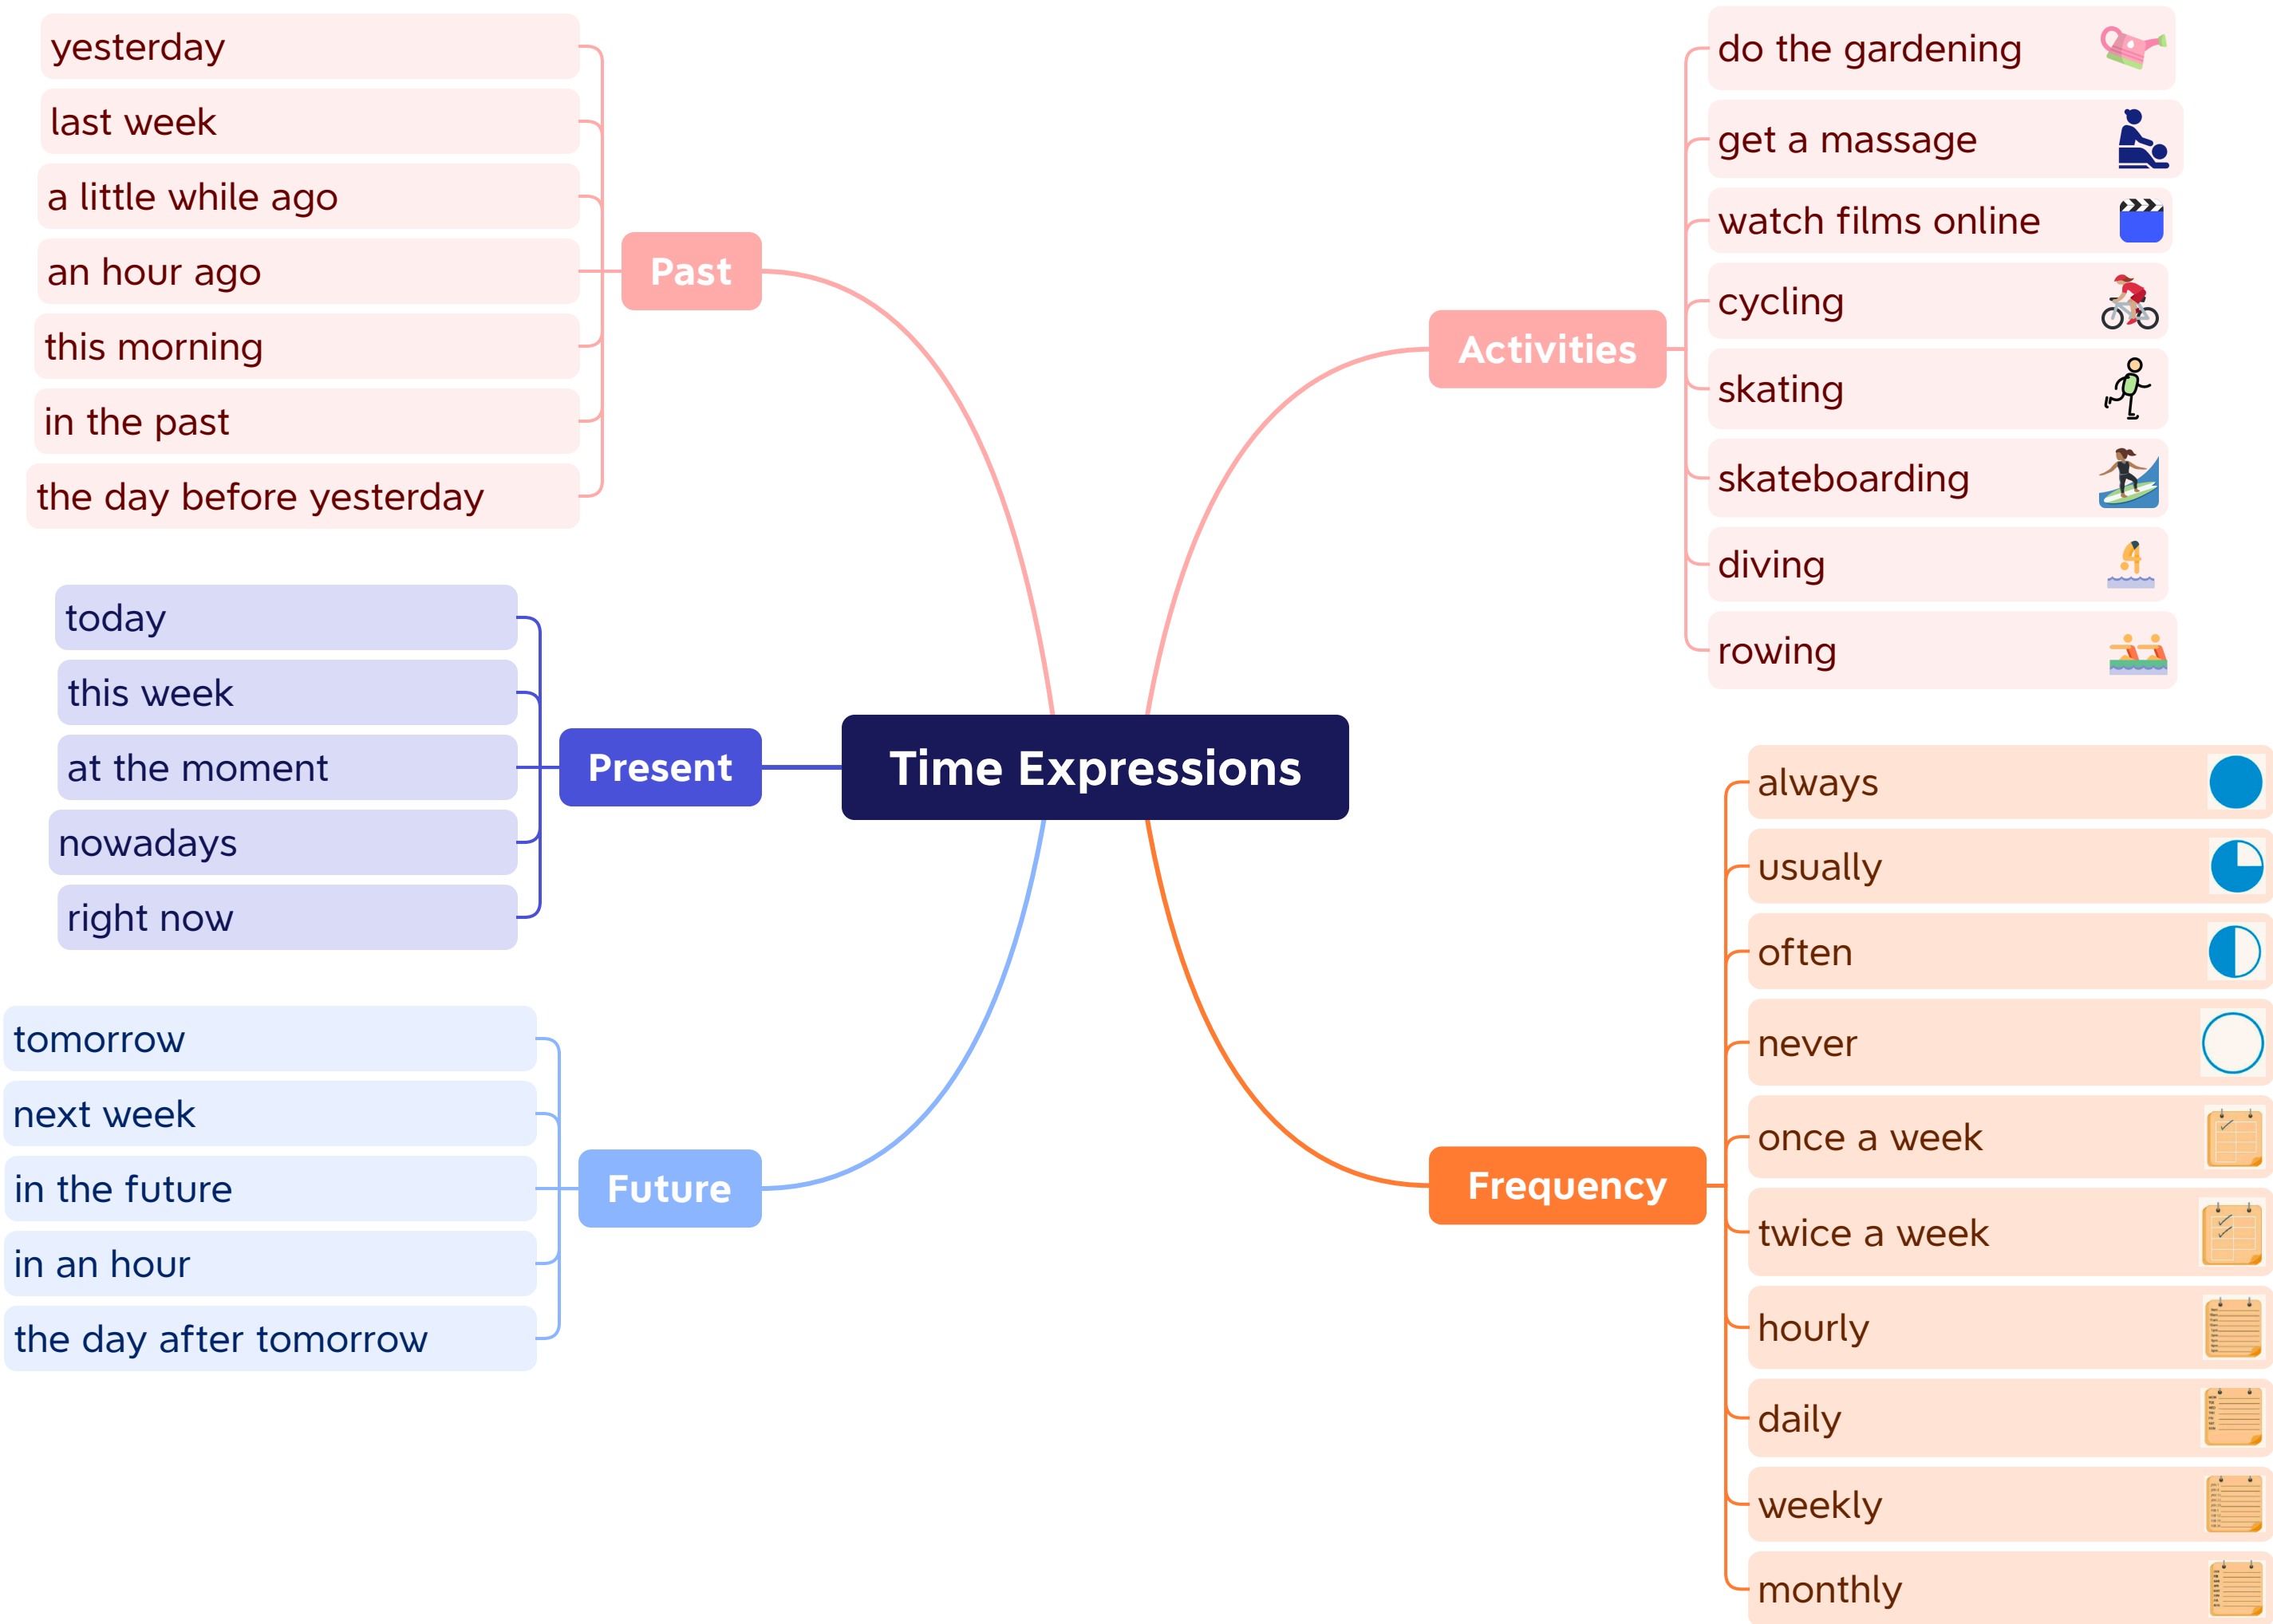 Time Expressions
Past
yesterday
last week
a little while ago
an hour ago
this morning
in the past
the day before yesterday
Present
today
this week
at the moment
nowadays
right now
Future
tomorrow
next week
in the future
in an hour
the day after tomorrow
Activities
do the gardening
get a massage
watch films online
cycling
skating
skateboarding
diving
rowing
Frequency
always
usually
often
never
once a week
twice a week
hourly
daily
weekly
monthly